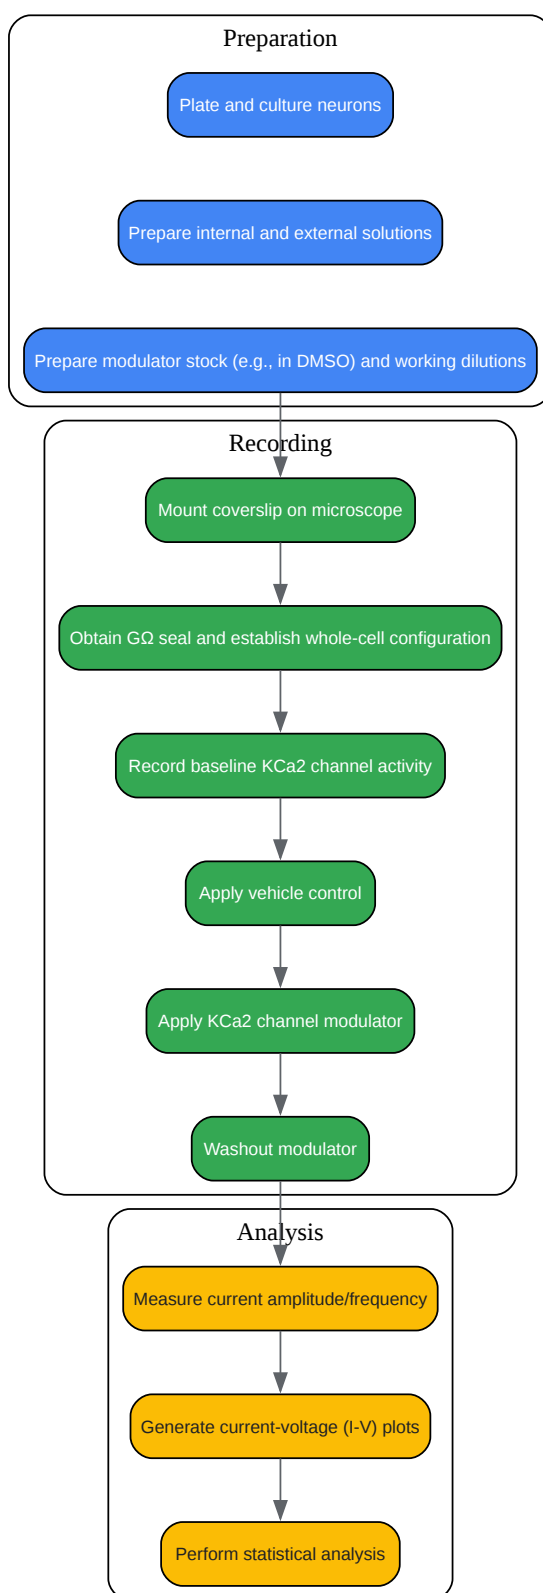 Preparation
Plate and culture neurons
Prepare internal and external solutions
Prepare modulator stock (e.g., in DMSO) and working dilutions
Recording
Mount coverslip on microscope
Obtain GΩ seal and establish whole-cell configuration
Record baseline KCa2 channel activity
Apply vehicle control
Apply KCa2 channel modulator
Washout modulator
Analysis
Measure current amplitude/frequency
Generate current-voltage (I-V) plots
Perform statistical analysis